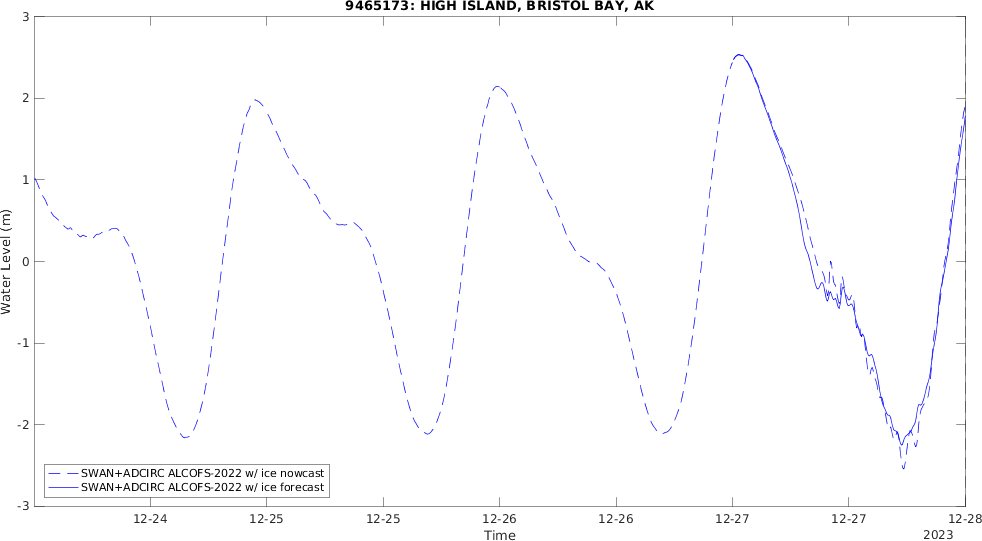 9465173: HIGH ISLAND, BRISTOL BAY, AK
3
2
1
0
-1
-2
-3
Water Level (m)
SWAN+ADCIRC ALCOFS-2022 w/ ice nowcast
SWAN+ADCIRC ALCOFS-2022 w/ ice forecast
12-24 12-25 12-25 12-26 12-26 12-27 12-27 12-28
Time
2023